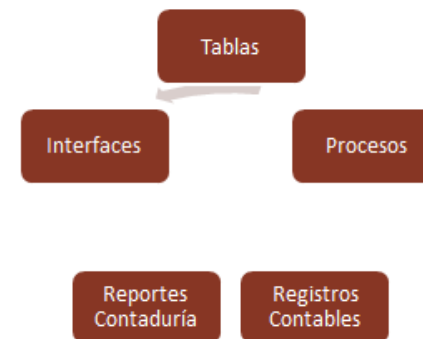 Tablas
Interfaces
Procesos
Reportes
Contaduría
Registros
Contables